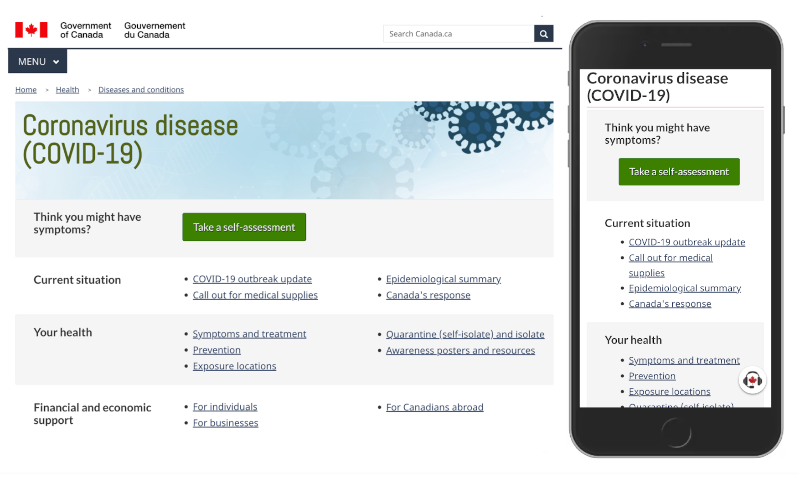 Government of Canada
Gouvernement du Canada
Search Canada.ca
MENU
Home > Health > Diseases and conditions
Coronavirus disease
(COVID-19)
Think you might have
symptoms?
Take a self-assessment
Current situation
• COVID-19 outbreak update
• Call out for medical supplies
• Epidemiological summary
• Canada's response
Your health
• Symptoms and treatment
• Prevention
• Exposure locations
• Quarantine (self-isolate) and isolate
• Awareness posters and resources
Financial and economic
support
• For individuals
• For businesses
• For Canadians abroad
Coronavirus disease
(COVID-19)
Think you might have
symptoms?
Take a self-assessment
Current situation
• COVID-19 outbreak update
• Call out for medical
supplies
• Epidemiological summary
• Canada's response
Your health
• Symptoms and treatment
• Prevention
• Exposure locations
• Quarantine (self-isolate)